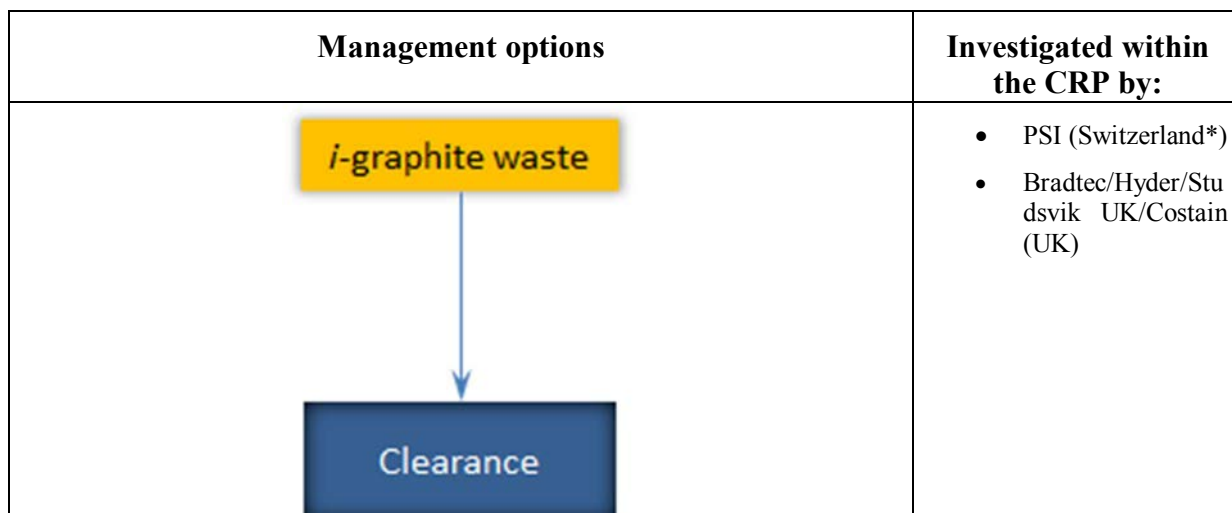 Management options
Investigated within
the CRP by:
i-graphite waste
Clearance
• PSI (Switzerland*)
• Bradtec/Hyder/Stu
dsvik UK/Costain
(UK)